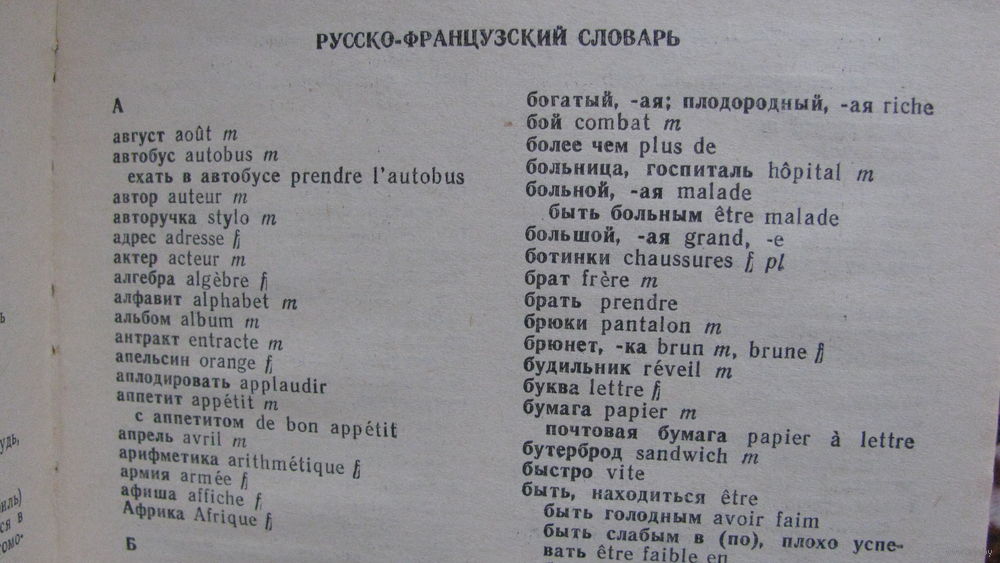 РУССКО-ФРАНЦУЗСКИЙ СЛОВАРЬ
А
август août m
автобус autobus m
ехать в автобусе prendre l'autobus
автор auteur m
авторучка stylo m
адрес adresse f
актер acteur m
алгебра algèbre f
алфавит alphabet m
альбом album m
антракт entracte m
апельсин orange f
аплодировать applaudir
аппетит appétit m
с аппетитом de bon appétit
апрель avril m
арифметика arithmétique f
армия armée f
афиша affiche f
Африка Afrique f
Б
богатый, -ая; плодородный, -ая riche
бой combat m
более чем plus de
больница, госпиталь hôpital m
больной, -ая malade
быть больным être malade
большой, -ая grand, -e
ботинки chaussures f pl
брат frère m
брать prendre
брюки pantalon m
брюнет, -ка brun m, brune f
будильник réveil m
буква lettre f
бумага papier m
почтовая бумага papier à lettre
бутерброд sandwich m
быстро vite
быть, находиться être
быть голодным avoir faim
быть слабым в (по), плохо успе-
вать être faible en